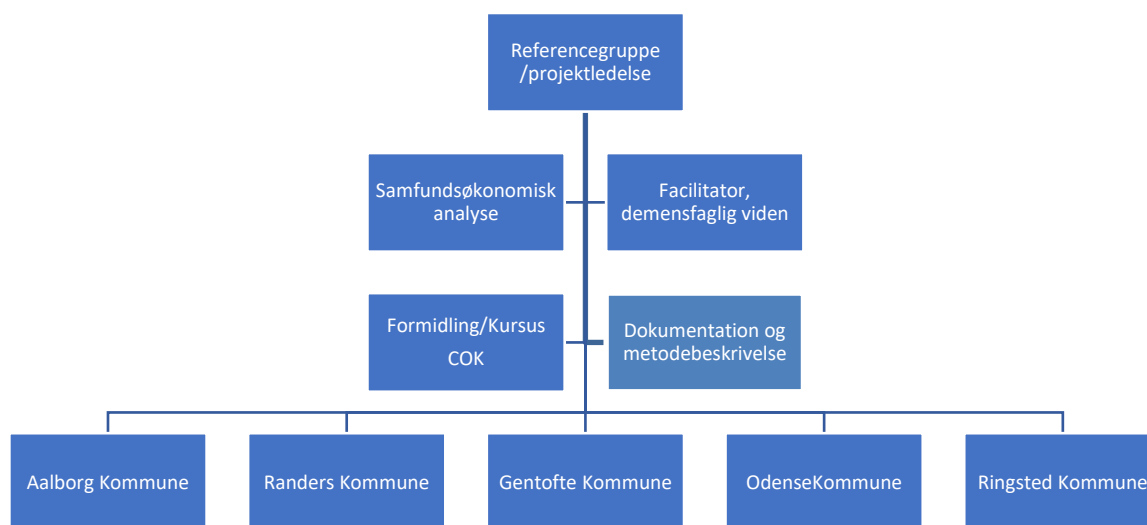 Referencegruppe
/projektledelse
Samfundsøkonomisk
analyse
Facilitator,
demensfaglig viden
Formidling/Kursus
COK
Dokumentation og
metodebeskrivelse
Aalborg Kommune
Randers Kommune
Gentofte Kommune
OdenseKommune
Ringsted Kommune